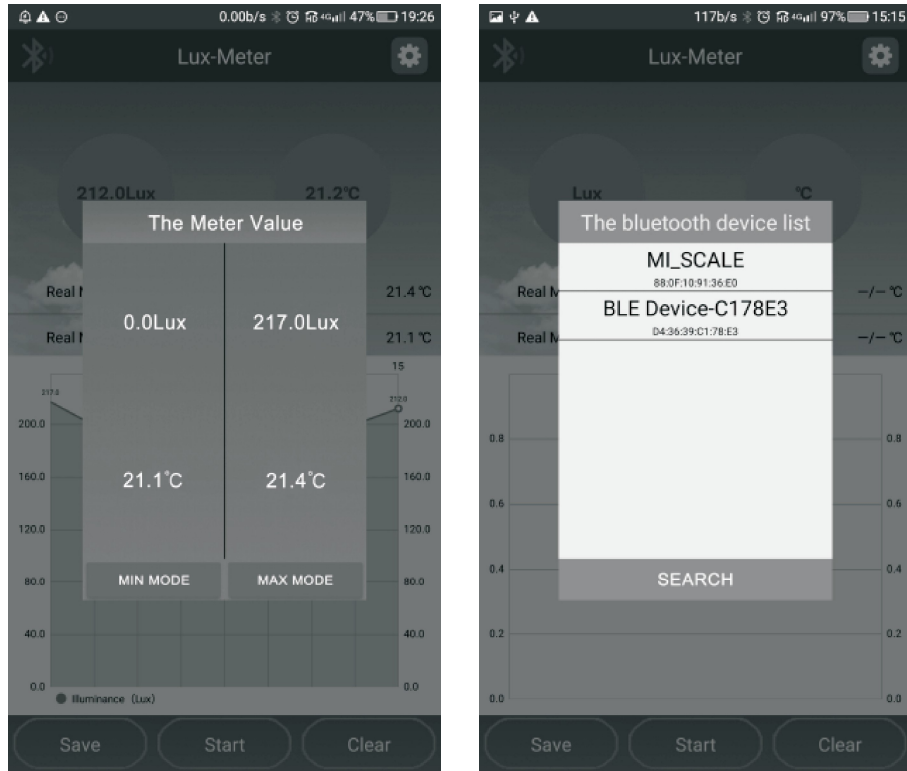 0.00b/s 4G 47% 19:26
Lux-Meter
212.0Lux 21.2°C
The Meter Value
Real M 21.4°C
0.0Lux 217.0Lux
Real M 21.1°C
15
217.0
212.0
200.0 200.0
160.0 21.1°C 21.4°C 160.0
120.0 120.0
80.0 MIN MODE MAX MODE 80.0
40.0 40.0
0.0 0.0
Illuminance (Lux)
Save Start Clear
117b/s 4G 97% 15:15
Lux-Meter
Lux °C
The bluetooth device list
MI_SCALE
88:0F:10:91:36:E0
Real M –/– °C
BLE Device-C178E3
D4:36:39:C1:78:E3
Real M –/– °C
0.8 0.8
0.6 0.6
0.4 0.4
SEARCH
0.2 0.2
0.0 0.0
Save Start Clear